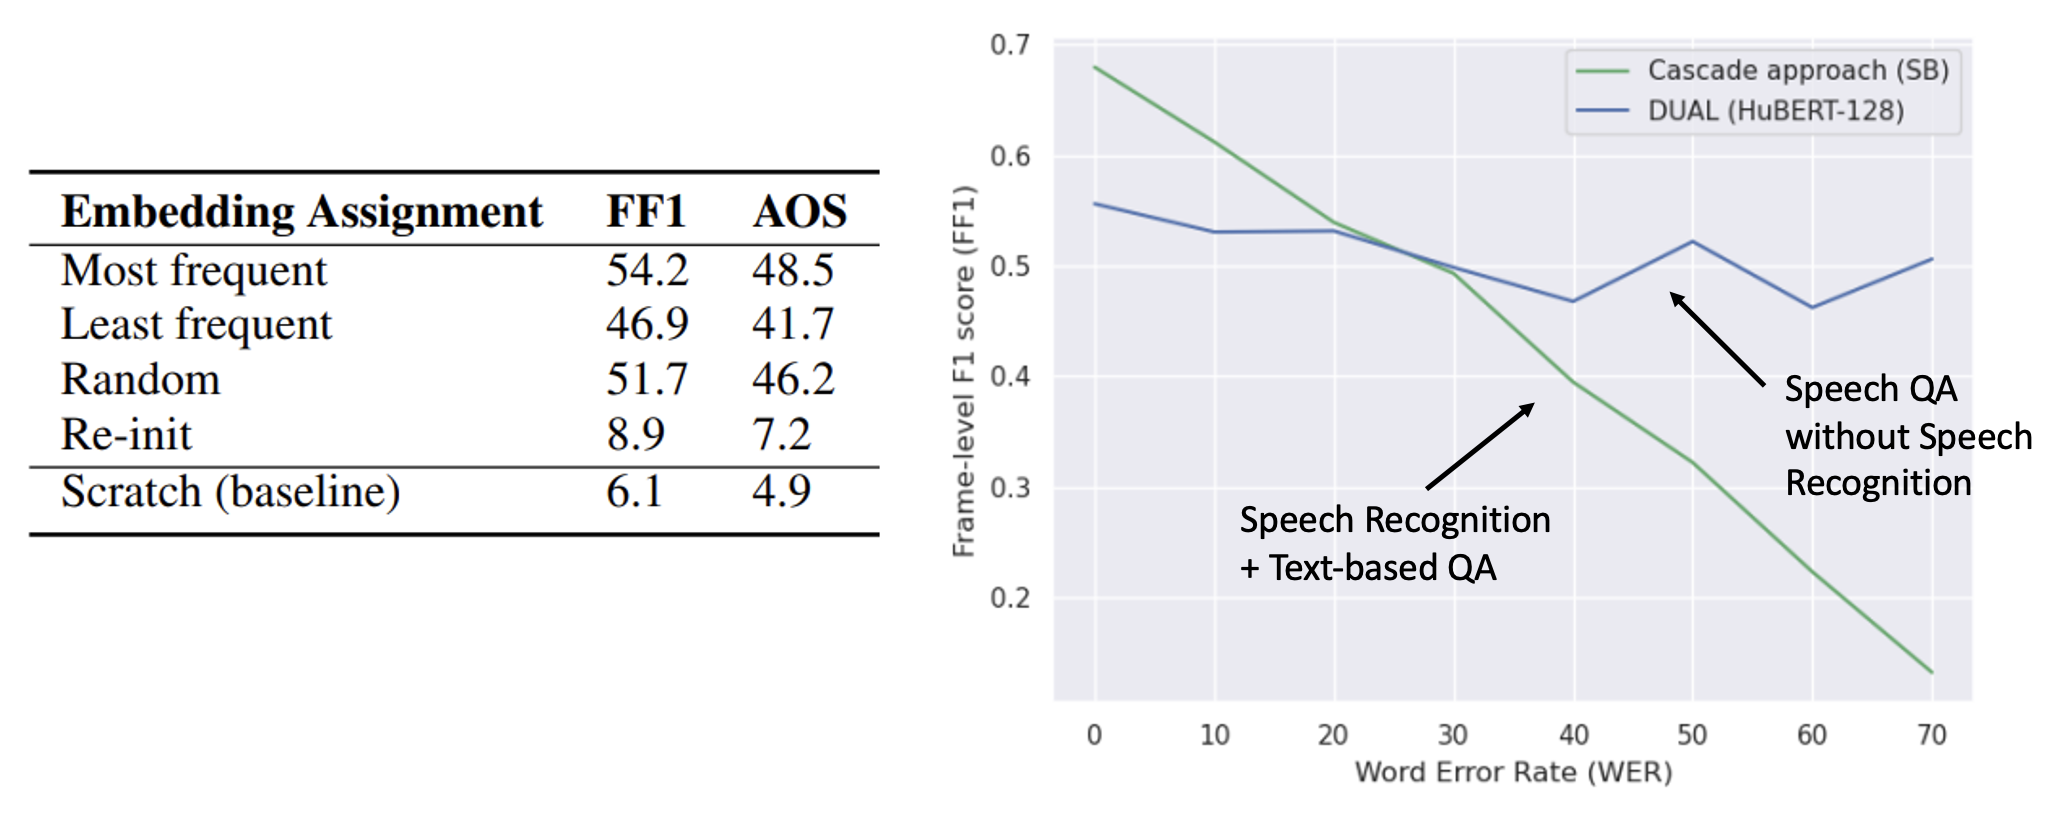 Embedding Assignment FF1 AOS
Most frequent 54.2 48.5
Least frequent 46.9 41.7
Random 51.7 46.2
Re-init 8.9 7.2
Scratch (baseline) 6.1 4.9
Frame-level F1 score (FF1)
0.7
0.6
0.5
0.4
0.3
0.2
Cascade approach (SB)
DUAL (HuBERT-128)
Speech QA
without Speech
Recognition
Speech Recognition
+ Text-based QA
0 10 20 30 40 50 60 70
Word Error Rate (WER)